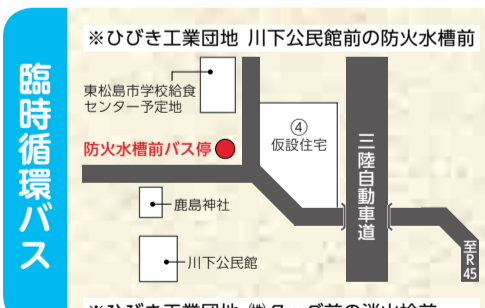 臨時循環バス
※ひびき工業団地 川下公民館前の防火水槽前
東松島市学校給食
センター予定地
④
仮設住宅
防火水槽前バス停
三陸自動車道
鹿島神社
川下公民館
至R45